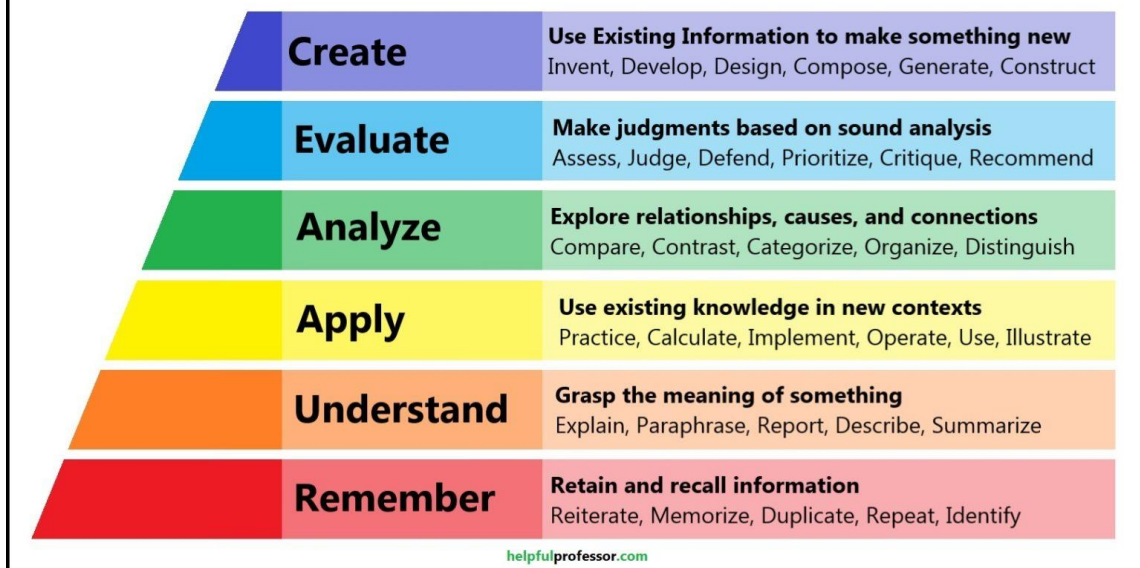 Create
Use Existing Information to make something new
Invent, Develop, Design, Compose, Generate, Construct
Evaluate
Make judgments based on sound analysis
Assess, Judge, Defend, Prioritize, Critique, Recommend
Analyze
Explore relationships, causes, and connections
Compare, Contrast, Categorize, Organize, Distinguish
Apply
Use existing knowledge in new contexts
Practice, Calculate, Implement, Operate, Use, Illustrate
Understand
Grasp the meaning of something
Explain, Paraphrase, Report, Describe, Summarize
Remember
Retain and recall information
Reiterate, Memorize, Duplicate, Repeat, Identify
helpfulprofessor.com